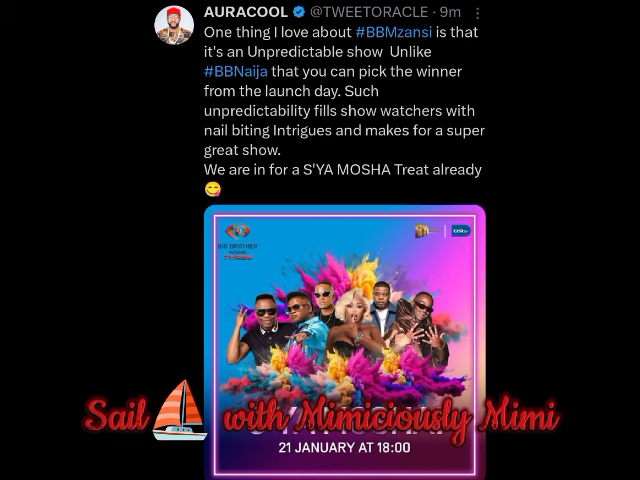 AURACOOL @TWEETORACLE · 9m
One thing I love about #BBMzansi is that
it's an Unpredictable show Unlike
#BBNaija that you can pick the winner
from the launch day. Such
unpredictability fills show watchers with
nail biting Intrigues and makes for a super
great show.
We are in for a S'YA MOSHA Treat already
BIG BROTHER
DStv
Sail with Mimiciously Mimi
21 JANUARY AT 18:00